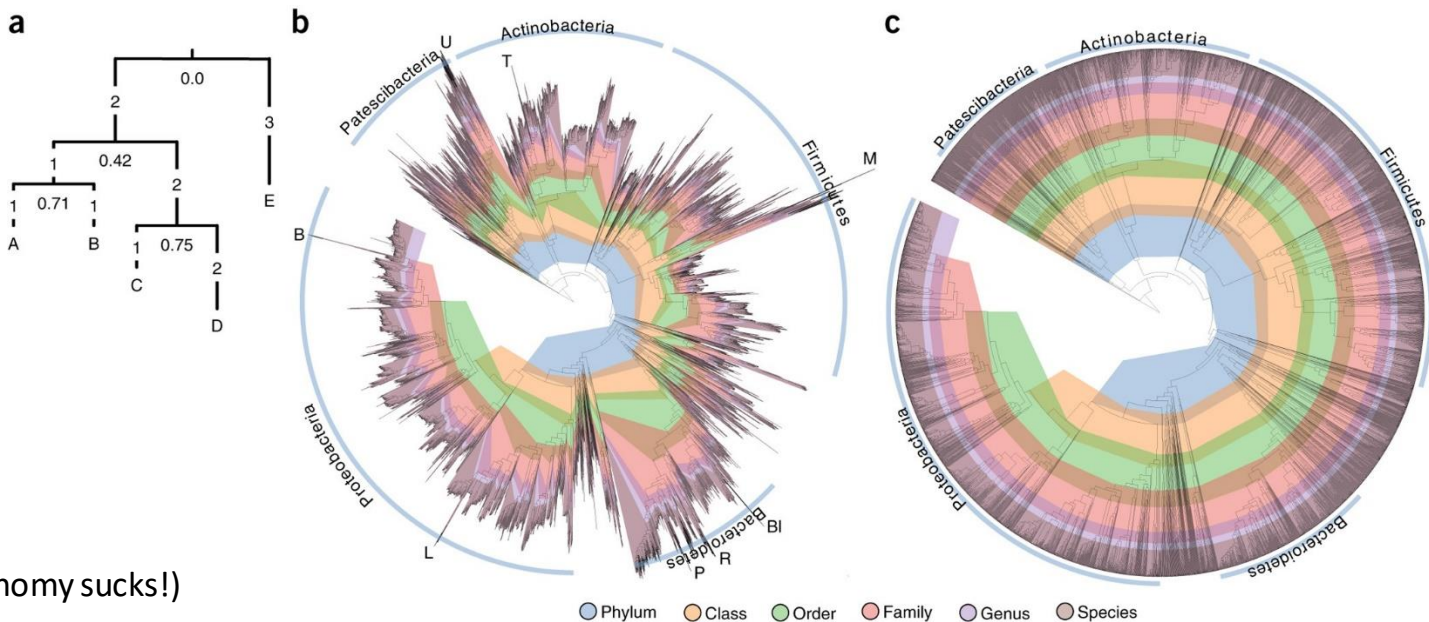 a
0.0
2
3
1
0.42
2
1
0.71
1
E
A
B
1
0.75
2
C
D
b
U
Actinobacteria
T
Patescibacteria
Firmicutes
M
B
Proteobacteria
L
Bacteroidetes
BI
R
P
c
Actinobacteria
Patescibacteria
Firmicutes
Proteobacteria
Bacteroidetes
nomy sucks!)
Phylum Class Order Family Genus Species